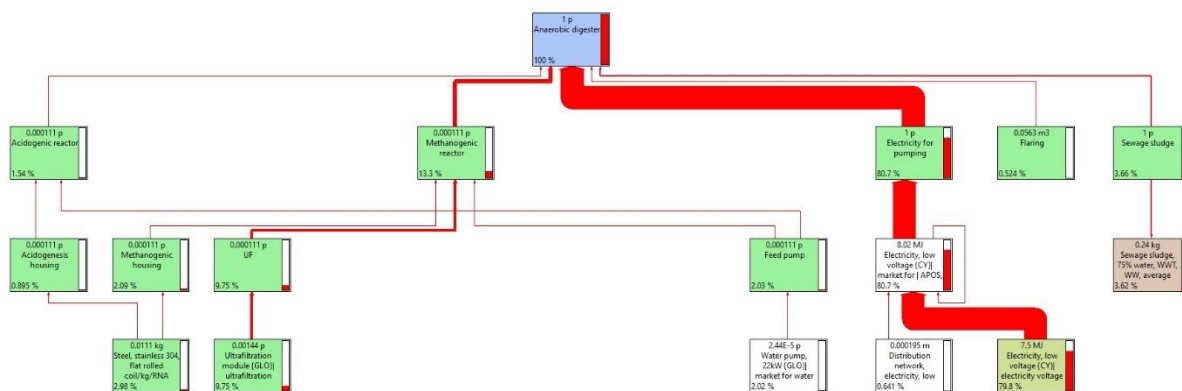 1 p
Anaerobic digester
100 %
0.000111 p
Acidogenic reactor
1.54 %
0.000111 p
Methanogenic
reactor
13.3 %
1 p
Electricity for
pumping
80.7 %
0.0563 m3
Flaring
0.524 %
1 p
Sewage sludge
3.66 %
0.000111 p
Acidogenesis
housing
0.895 %
0.000111 p
Methanogenic
housing
2.09 %
0.000111 p
UF
9.75 %
0.000111 p
Feed pump
2.03 %
8.02 MJ
Electricity, low
voltage {CY}|
market for | APOS,
80.7 %
0.24 kg
Sewage sludge,
75% water, WWT,
WW, average
3.62 %
0.0111 kg
Steel, stainless 304,
flat rolled
coil/kg/RNA
2.98 %
0.00144 p
Ultrafiltration
module {GLO}|
ultrafiltration
9.75 %
2.44E-5 p
Water pump,
22kW {GLO}|
market for water
2.02 %
0.000195 m
Distribution
network,
electricity, low
0.641 %
7.5 MJ
Electricity, low
voltage {CY}|
electricity voltage
79.8 %